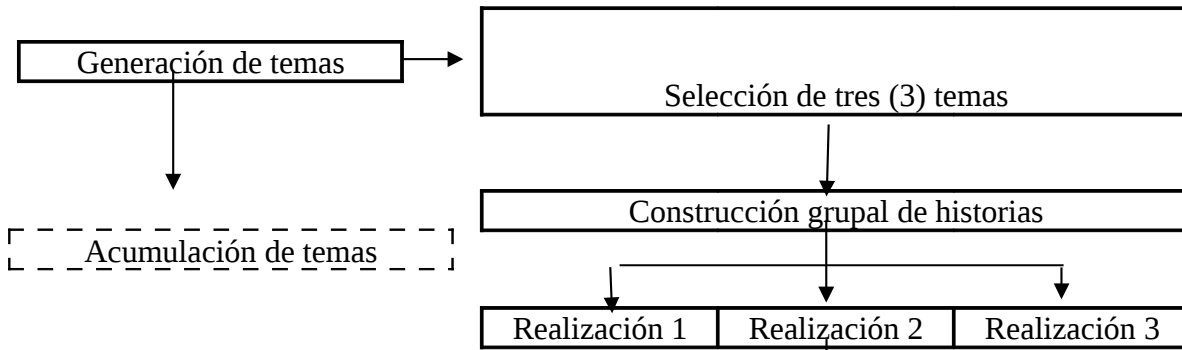 Generación de temas
Selección de tres (3) temas
Construcción grupal de historias
Acumulación de temas
Realización 1
Realización 2
Realización 3